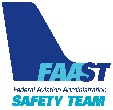 FAAST
Federal Aviation Administration
SAFETY TEAM